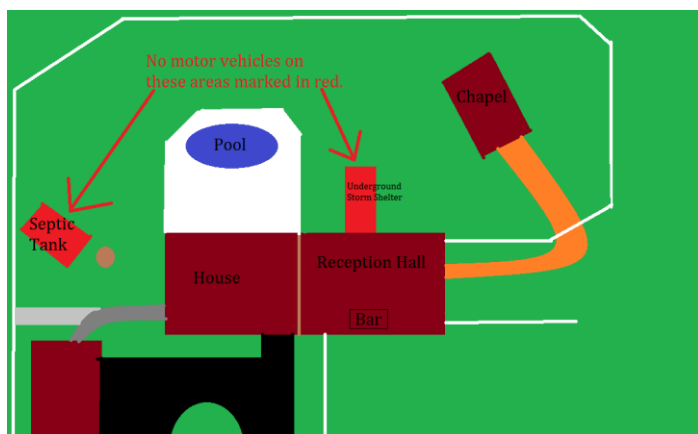 No motor vehicles on
these areas marked in red.
Chapel
Pool
Underground
Storm Shelter
Septic
Tank
Reception Hall
House
Bar